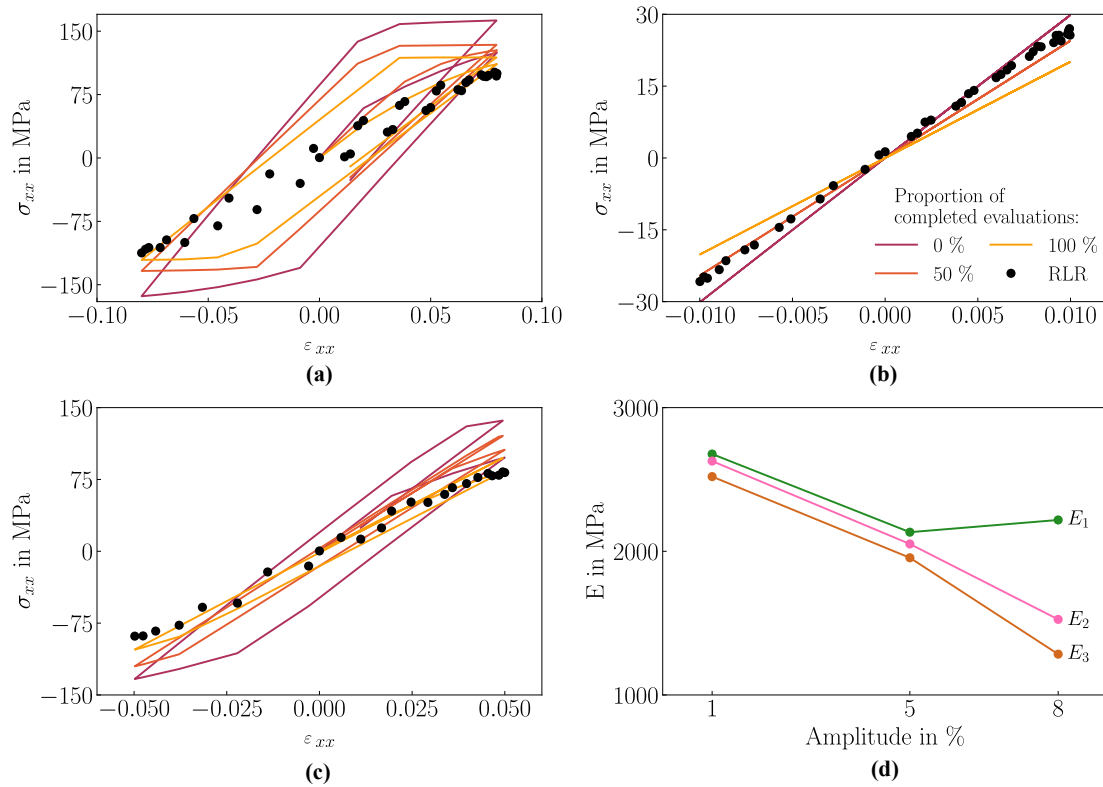 150
75
0
−75
−150
σxx in MPa
−0.10
−0.05
0.00
0.05
0.10
εxx
(a)
30
15
0
−15
−30
σxx in MPa
−0.010
−0.005
0.000
0.005
0.010
εxx
Proportion of
completed evaluations:
0 %
100 %
50 %
RLR
(b)
150
75
0
−75
−150
σxx in MPa
−0.050
−0.025
0.000
0.025
0.050
εxx
(c)
3000
2000
1000
E in MPa
E1
E2
E3
1
5
8
Amplitude in %
(d)